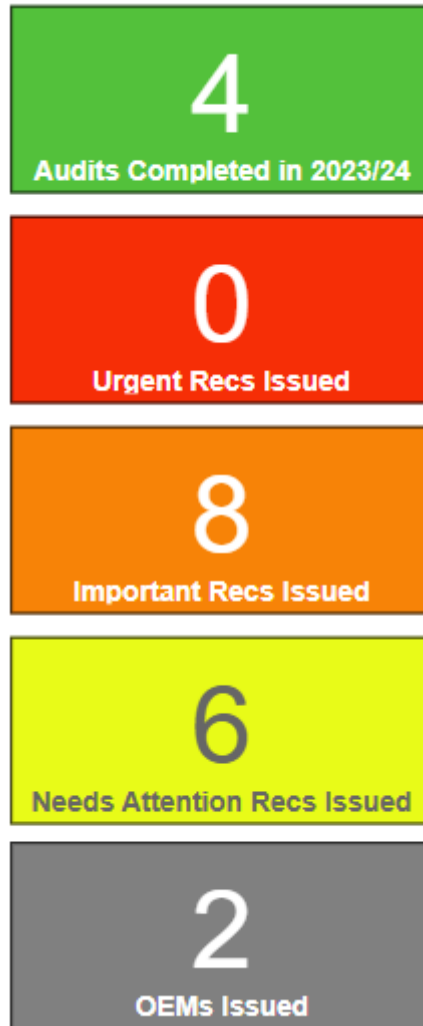 4
Audits Completed in 2023/24
0
Urgent Recs Issued
8
Important Recs Issued
6
Needs Attention Recs Issued
2
OEMs Issued